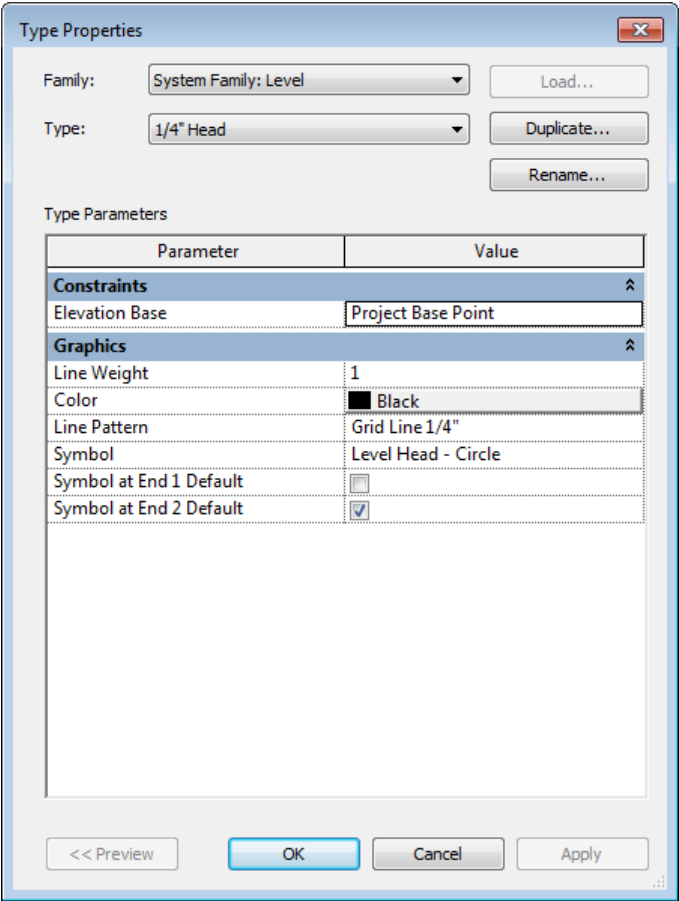 Type Properties
Family: System Family: Level Load...
Type: 1/4" Head Duplicate...
Rename...
Type Parameters
Parameter Value
Constraints
Elevation Base Project Base Point
Graphics
Line Weight 1
Color Black
Line Pattern Grid Line 1/4"
Symbol Level Head - Circle
Symbol at End 1 Default
Symbol at End 2 Default
<< Preview OK Cancel Apply